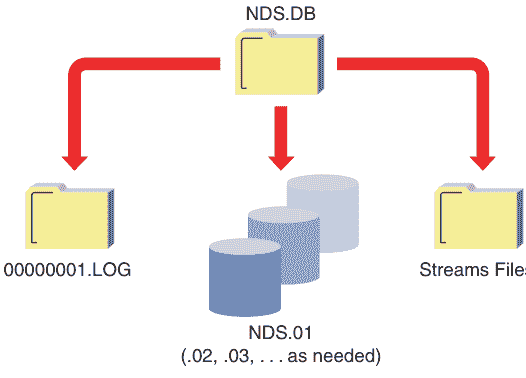 NDS.DB
00000001.LOG
Streams Files
NDS.01
(.02, .03, . . . as needed)